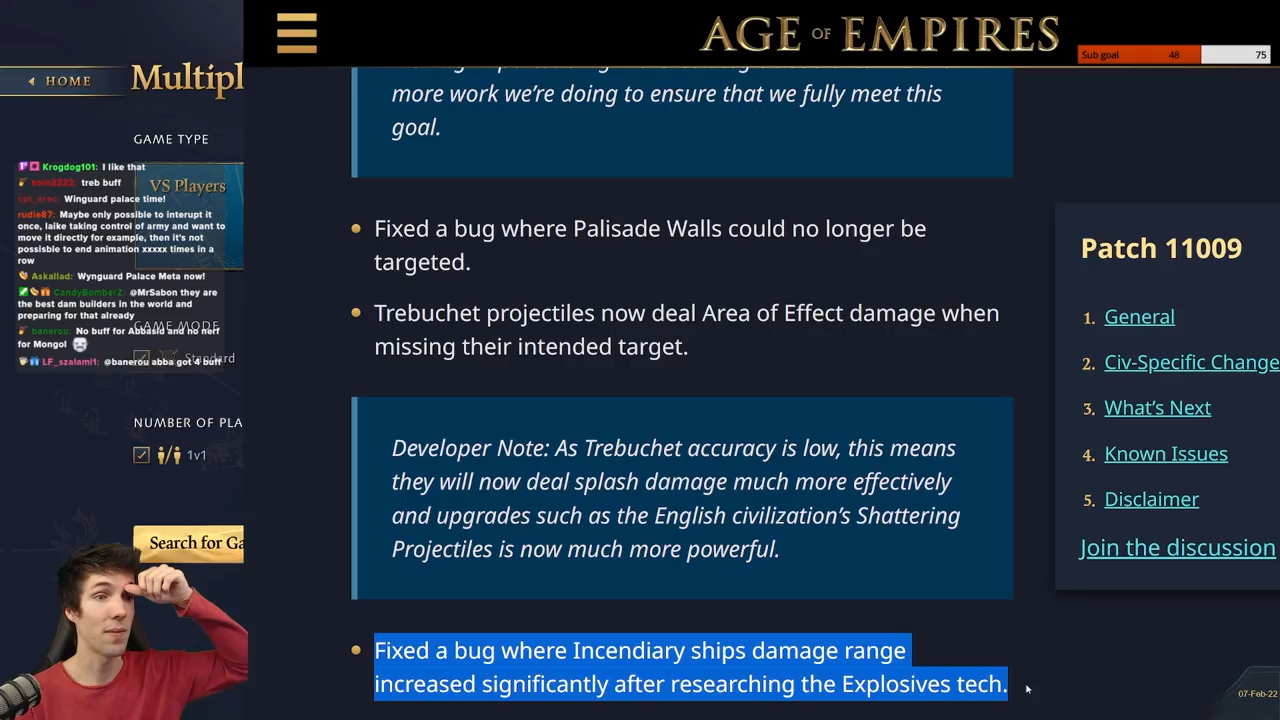 AGE OF EMPIRES
Sub goal 48 75
HOME
Multipl
GAME TYPE
VS Players
Krogdog101: I like that
treb buff
Winguard palace time!
rudie87: Maybe only possible to interupt it
once, laike taking control of army and want to
move it directly for example, then it's not
possisble to end animation xxxxx times in a
row
Askallad: Wynguard Palace Meta now!
CandyBomberZ: @MrSabon they are
the best dam builders in the world and
preparing for that already
GAME MODE
banerou: No buff for Abbasid and no nerf
for Mongol
Standard
LF_szalami1: @banerou abba got 4 buff
NUMBER OF PLA
1v1
Search for Ga
more work we're doing to ensure that we fully meet this
goal.
Fixed a bug where Palisade Walls could no longer be
targeted.
Trebuchet projectiles now deal Area of Effect damage when
missing their intended target.
Developer Note: As Trebuchet accuracy is low, this means
they will now deal splash damage much more effectively
and upgrades such as the English civilization's Shattering
Projectiles is now much more powerful.
Fixed a bug where Incendiary ships damage range
increased significantly after researching the Explosives tech.
Patch 11009
1. General
2. Civ-Specific Change
3. What's Next
4. Known Issues
5. Disclaimer
Join the discussion
07-Feb-22